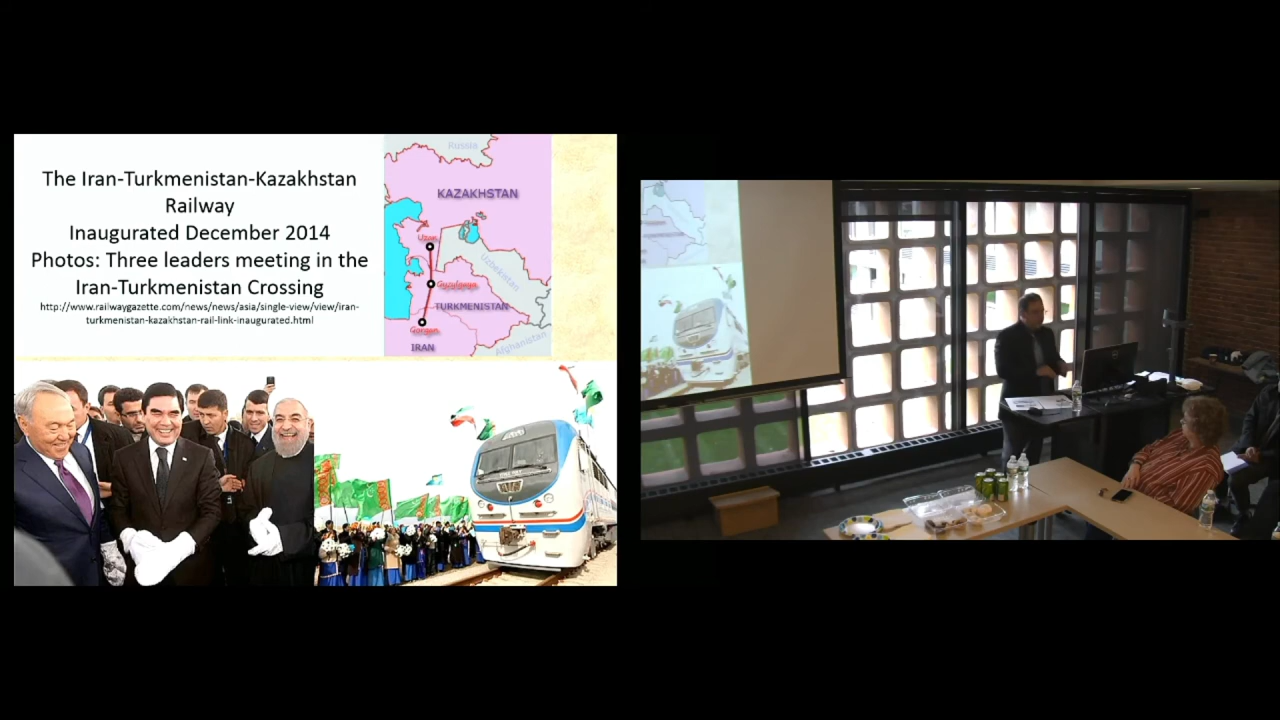 The Iran-Turkmenistan-Kazakhstan
Railway
Inaugurated December 2014
Photos: Three leaders meeting in the
Iran-Turkmenistan Crossing
http://www.railwaygazette.com/news/news/asia/single-view/view/iran-
turkmenistan-kazakhstan-rail-link-inaugurated.html
Russia
KAZAKHSTAN
Uzen
Uzbekistan
TURKMENISTAN
Gorgan
IRAN
Afghanistan